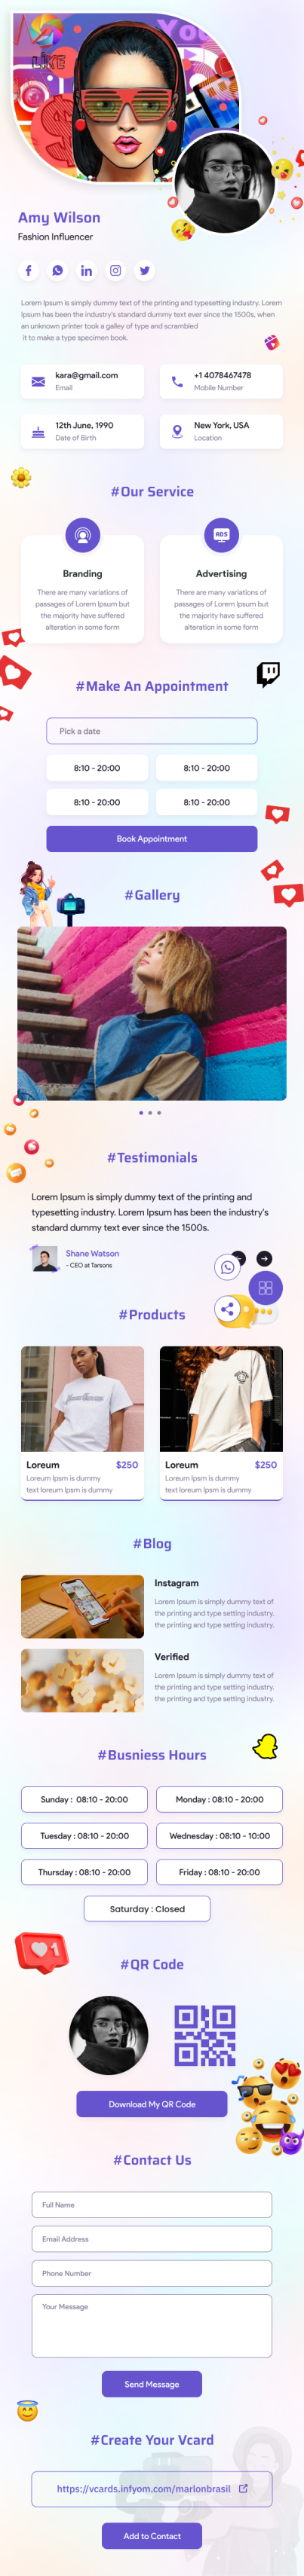 You
LIKE
Amy Wilson
Fashion Influencer
Lorem Ipsum is simply dummy text of the printing and typesetting industry. Lorem
Ipsum has been the industry's standard dummy text ever since the 1500s, when
an unknown printer took a galley of type and scrambled
it to make a type specimen book.
kara@gmail.com
Email
+1 4078467478
Mobile Number
12th June, 1990
Date of Birth
New York, USA
Location
#Our Service
ADS
Branding
There are many variations of
passages of Lorem Ipsum but
the majority have suffered
alteration in some form
Advertising
There are many variations of
passages of Lorem Ipsum but
the majority have suffered
alteration in some form
#Make An Appointment
Pick a date
8:10 - 20:00
8:10 - 20:00
8:10 - 20:00
8:10 - 20:00
Book Appointment
#Gallery
#Testimonials
Lorem Ipsum is simply dummy text of the printing and
typesetting industry. Lorem Ipsum has been the industry's
standard dummy text ever since the 1500s.
Shane Watson
- CEO at Tarsons
#Products
Loreum
$250
Loreum Ipsm is dummy
text loreum Ipsm is dummy
Loreum
$250
Loreum Ipsm is dummy
text loreum Ipsm is dummy
#Blog
Instagram
Lorem Ipsum is simply dummy text of
the printing and type setting industry.
the printing and type setting industry.
Verified
Lorem Ipsum is simply dummy text of
the printing and type setting industry.
the printing and type setting industry.
#Busniess Hours
Sunday : 08:10 - 20:00
Monday : 08:10 - 20:00
Tuesday : 08:10 - 20:00
Wednesday : 08:10 - 10:00
Thursday : 08:10 - 20:00
Friday : 08:10 - 20:00
Saturday : Closed
1
#QR Code
Download My QR Code
#Contact Us
Full Name
Email Address
Phone Number
Your Message
Send Message
#Create Your Vcard
https://vcards.infyom.com/marlonbrasil
Add to Contact